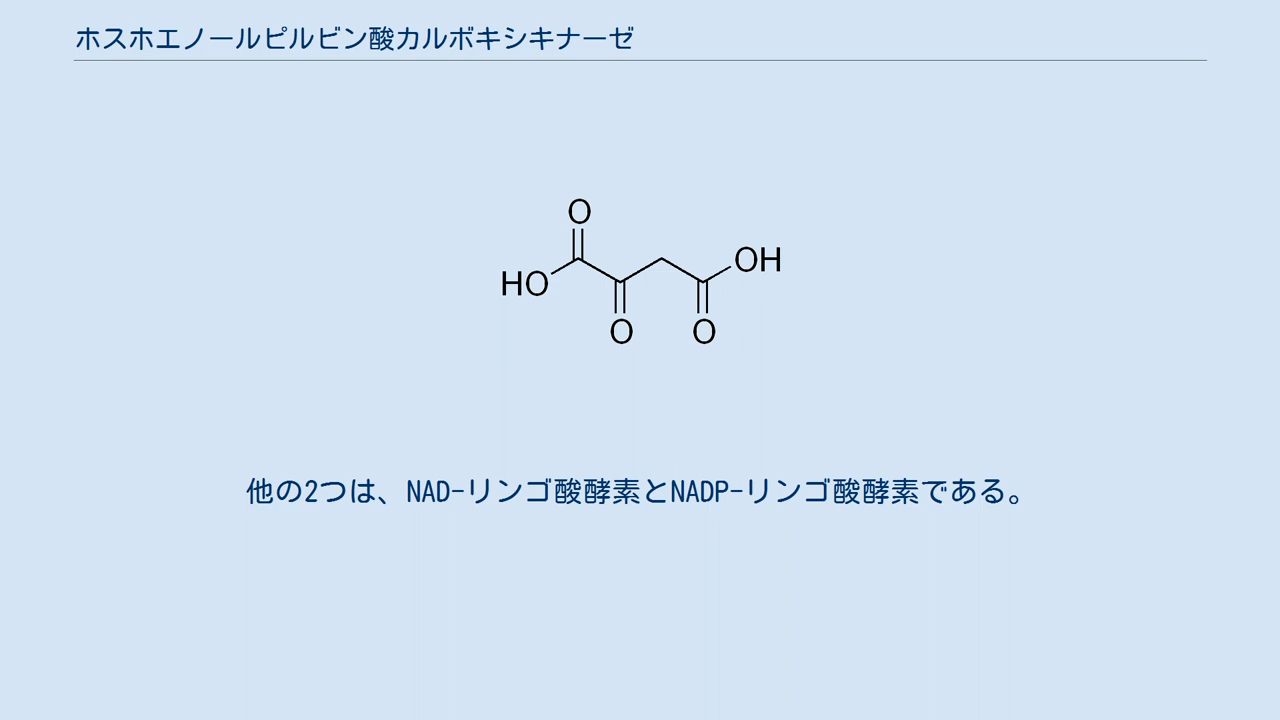 ホスホエノールピルビン酸カルボキシキナーゼ
O
HO
OH
O
O
他の2つは、NAD-リンゴ酸酵素とNADP-リンゴ酸酵素である。